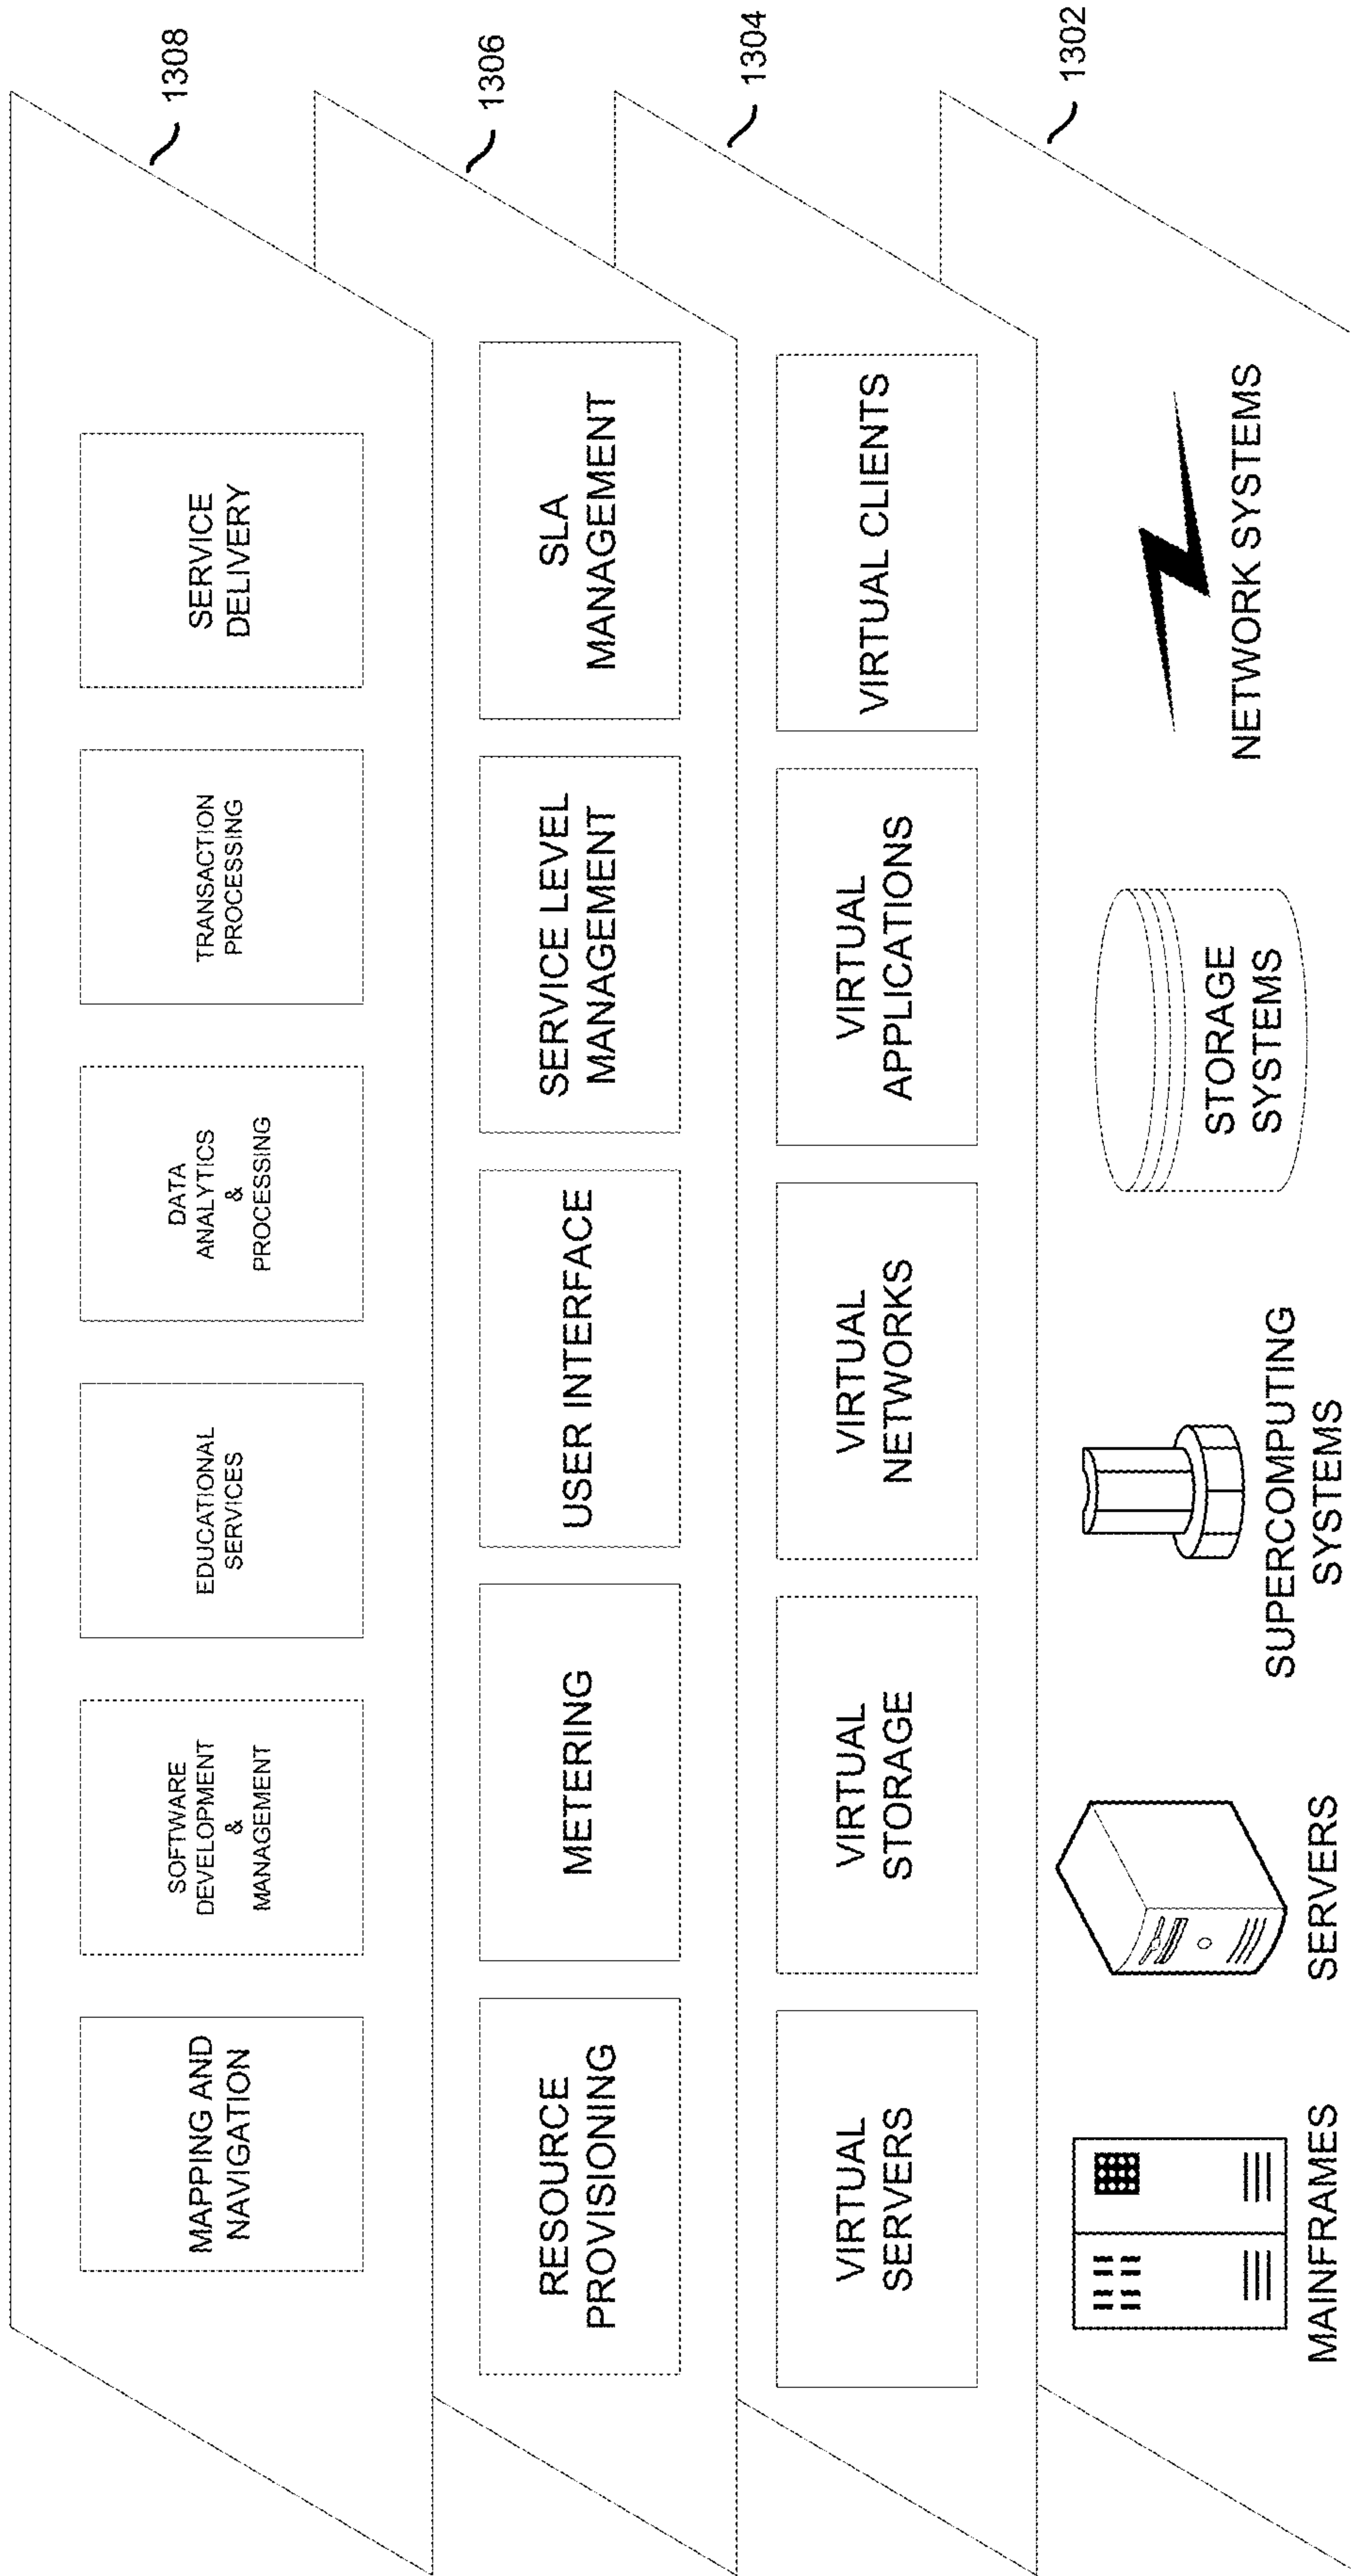 1308
MAPPING AND
NAVIGATION
SOFTWARE
DEVELOPMENT
&
MANAGEMENT
EDUCATIONAL
SERVICES
DATA
ANALYTICS
&
PROCESSING
TRANSACTION
PROCESSING
SERVICE
DELIVERY
1306
RESOURCE
PROVISIONING
METERING
USER INTERFACE
SERVICE LEVEL
MANAGEMENT
SLA
MANAGEMENT
1304
VIRTUAL
SERVERS
VIRTUAL
STORAGE
VIRTUAL
NETWORKS
VIRTUAL
APPLICATIONS
VIRTUAL CLIENTS
1302
MAINFRAMES
SERVERS
SUPERCOMPUTING
SYSTEMS
STORAGE
SYSTEMS
NETWORK SYSTEMS